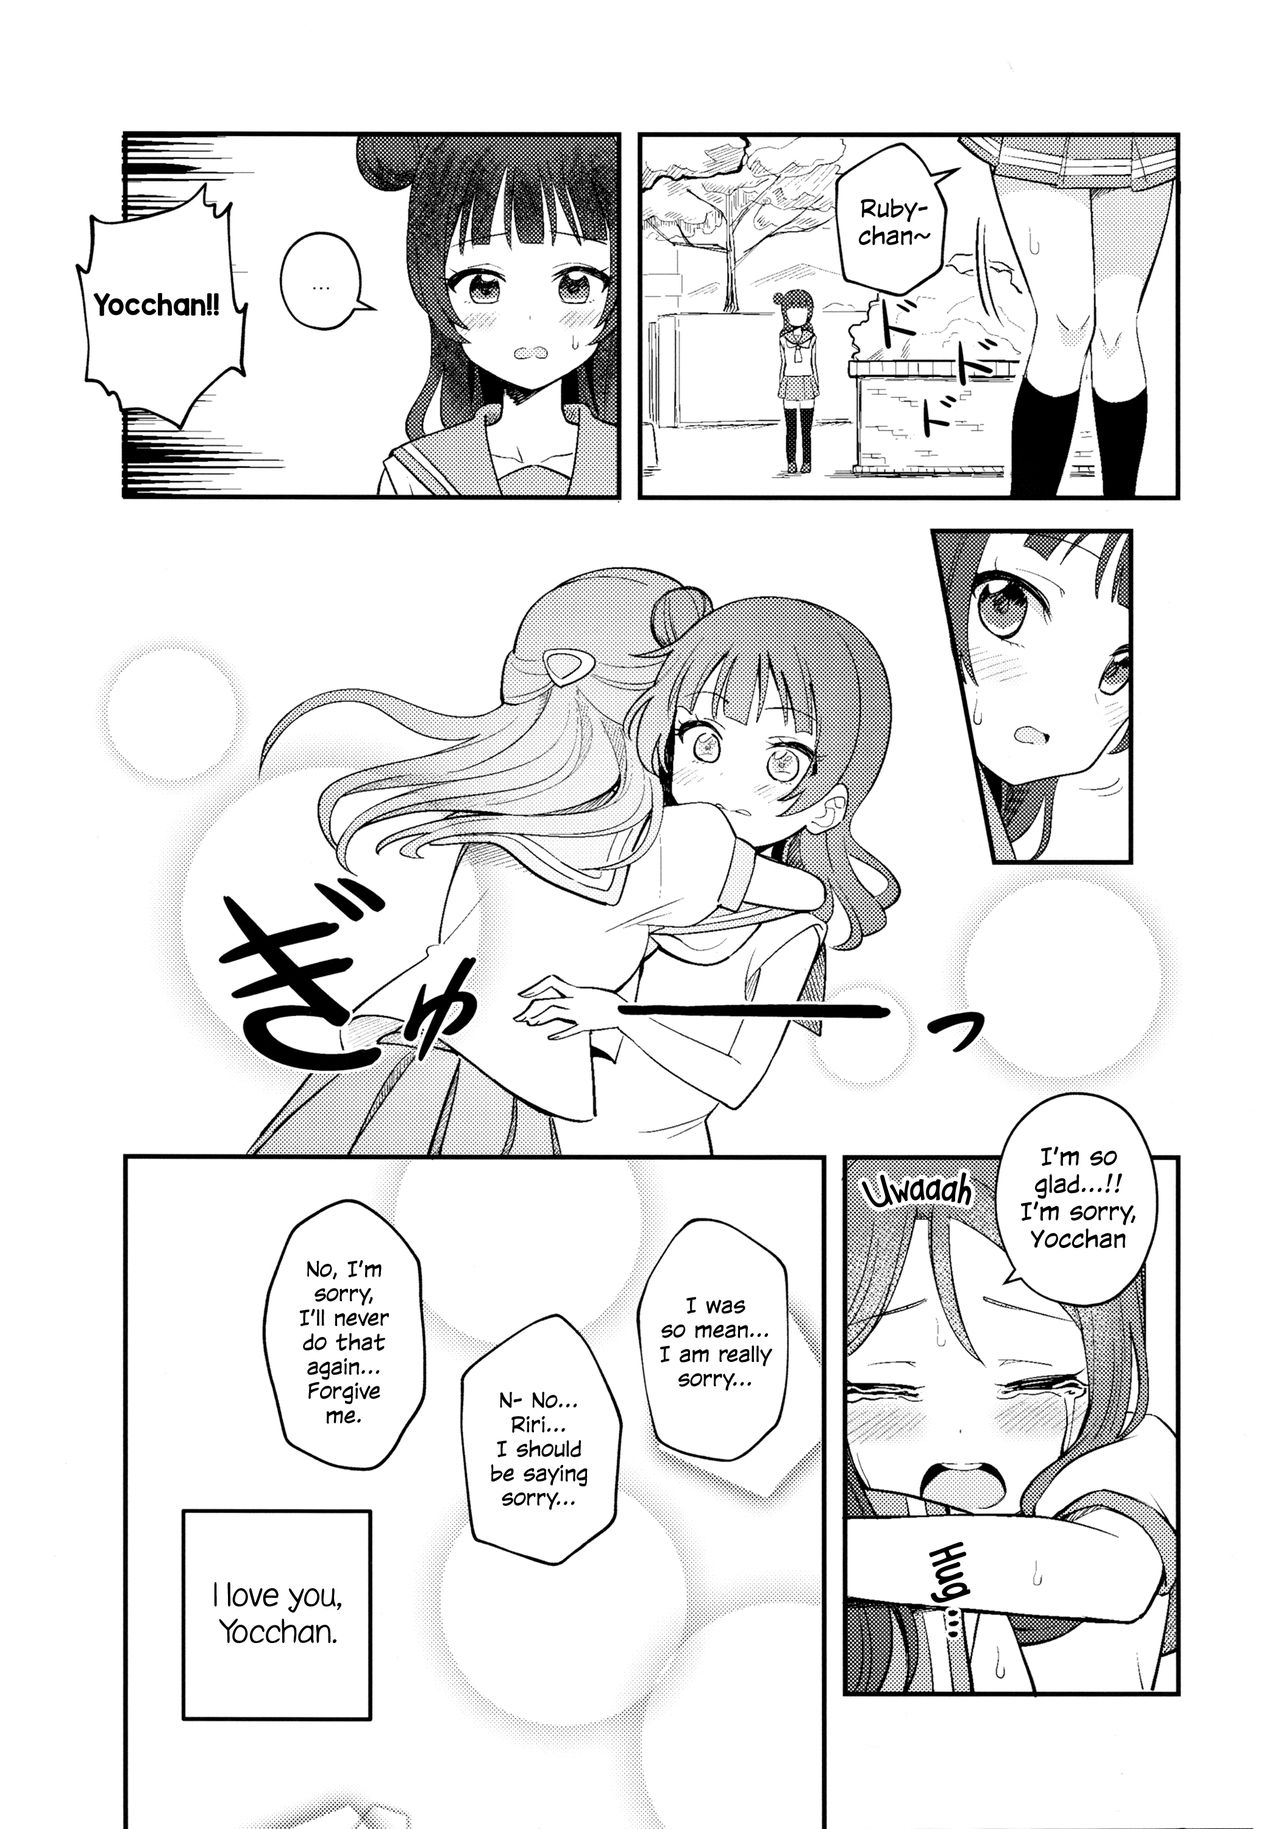 Ruby-
chan~
ド
ド
ド
...
Yocchan!!
ぎゅーっ
I'm so
glad...!!
I'm sorry,
Yocchan
Uwaaah
Hug...
I was
so mean...
I am really
sorry...
N- No...
Riri...
I should
be saying
sorry...
No, I'm
sorry,
I'll never
do that
again...
Forgive
me.
I love you,
Yocchan.